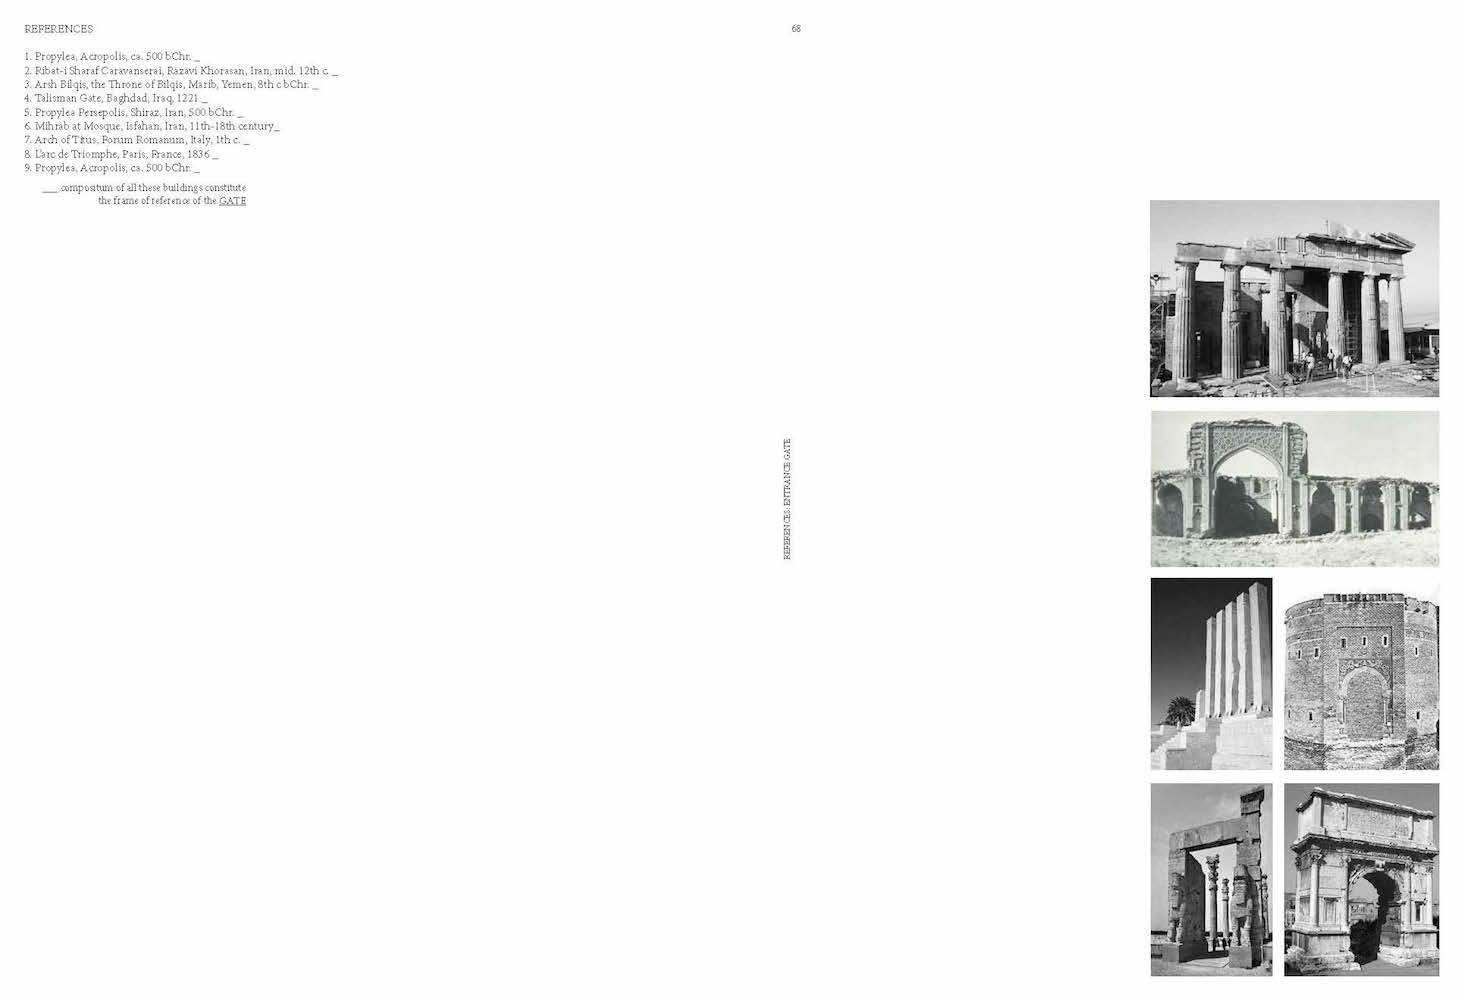 REFERENCES
68
1. Propylea, Acropolis, ca. 500 bChr. _
2. Ribat-i Sharaf Caravanserai, Razavi Khorasan, Iran, mid. 12th c. _
3. Arsh Bilqis, the Throne of Bilqis, Marib, Yemen, 8th c bChr. _
4. Talisman Gate, Baghdad, Iraq, 1221 _
5. Propylea Persepolis, Shiraz, Iran, 500 bChr. _
6. Mihrab at Mosque, Isfahan, Iran, 11th-18th century_
7. Arch of Titus, Forum Romanum, Italy, 1th c. _
8. L'arc de Triomphe, Paris, France, 1836 _
9. Propylea, Acropolis, ca. 500 bChr. _
___ compositum of all these buildings constitute
the frame of reference of the GATE
REFERENCES: ENTRANCE GATE